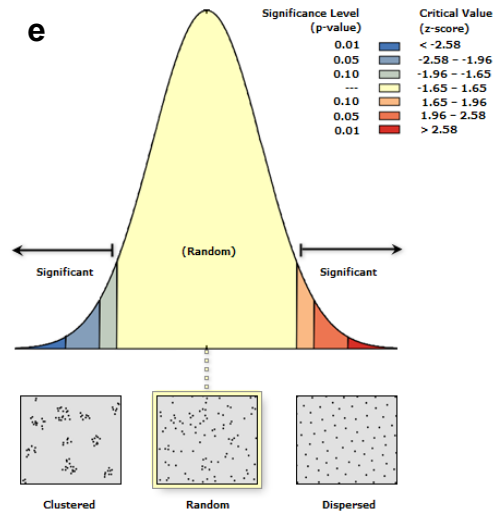 e
Significance Level Critical Value
(p-value) (z-score)
0.01 < -2.58
0.05 -2.58 – -1.96
0.10 -1.96 – -1.65
--- -1.65 – 1.65
0.10 1.65 – 1.96
0.05 1.96 – 2.58
0.01 > 2.58
(Random)
Significant Significant
Clustered Random Dispersed